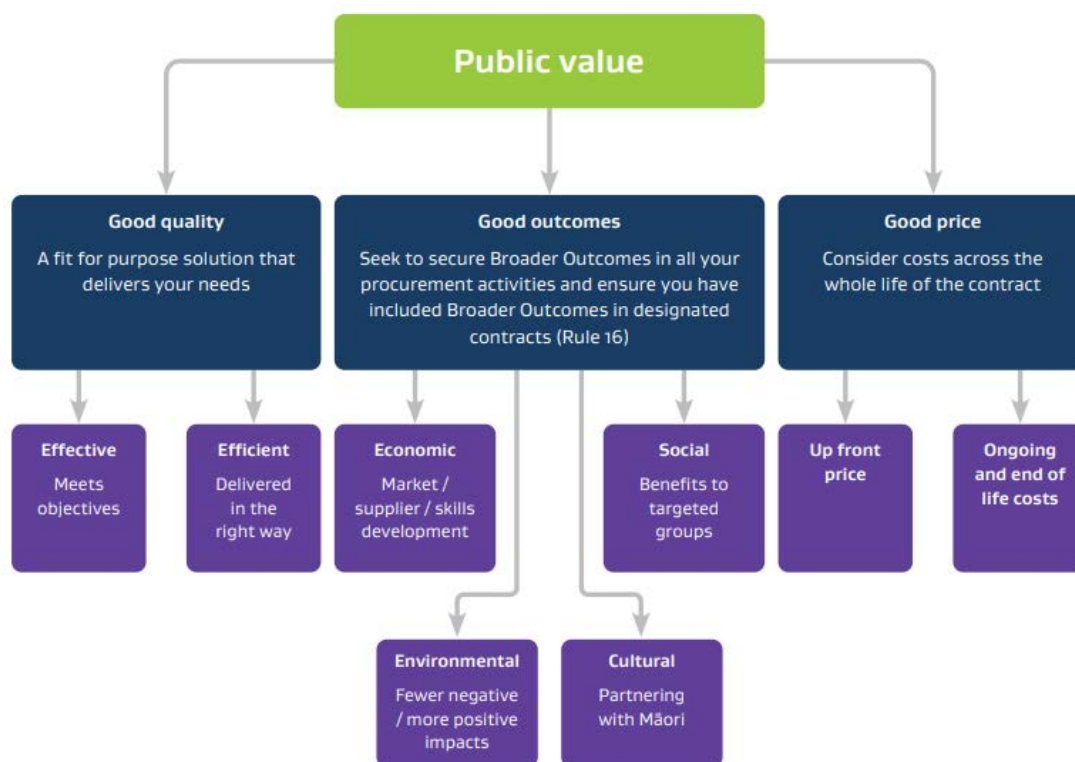 Public value
Good quality
A fit for purpose solution that
delivers your needs
Good outcomes
Seek to secure Broader Outcomes in all your
procurement activities and ensure you have
included Broader Outcomes in designated
contracts (Rule 16)
Good price
Consider costs across the
whole life of the contract
Effective
Meets
objectives
Efficient
Delivered
in the
right way
Economic
Market /
supplier / skills
development
Social
Benefits to
targeted
groups
Up front
price
Ongoing
and end of
life costs
Environmental
Fewer negative
/ more positive
impacts
Cultural
Partnering
with Māori